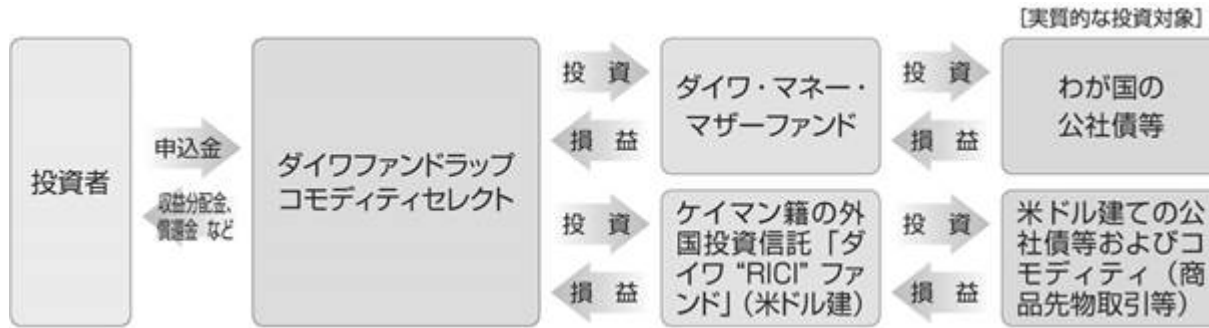 [実質的な投資対象]
投資者
申込金
収益分配金、
償還金 など
ダイワファンドラップ
コモディティセレクト
投 資
損 益
ダイワ・マネー・
マザーファンド
投 資
損 益
わが国の
公社債等
投 資
損 益
ケイマン籍の外
国投資信託「ダ
イワ “RICI” ファ
ンド」(米ドル建)
投 資
損 益
米ドル建ての公
社債等およびコ
モディティ(商
品先物取引等)